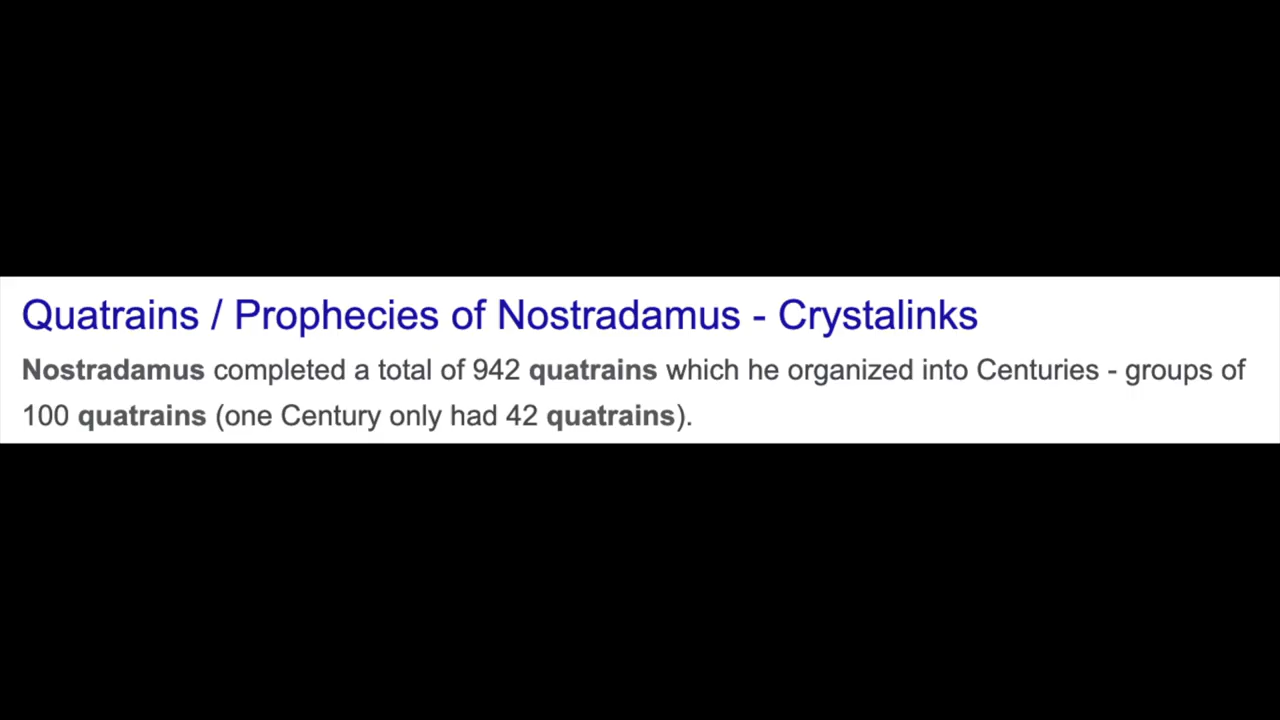 Quatrains / Prophecies of Nostradamus - Crystalinks
Nostradamus completed a total of 942 quatrains which he organized into Centuries - groups of
100 quatrains (one Century only had 42 quatrains).